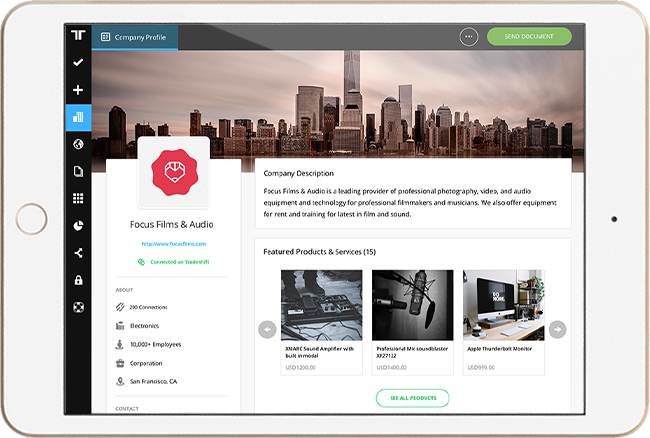 Company Profile
SEND DOCUMENT
Focus Films & Audio
http://www.focusfilms.com
Connected on Tradeshift
ABOUT
290 Connections
Electronics
10,000+ Employees
Corporation
San Francisco, CA
CONTACT
Company Description
Focus Films & Audio is a leading provider of professional photography, video, and audio
equipment and technology for professional filmmakers and musicians. We also offer equipment
for rent and training for latest in film and sound.
Featured Products & Services (15)
DO
MORE.
XNARC Sound Amplifier with
built in modal
USD1200.00
Professional Mic soundblaster
XR27122
USD1400.00
Apple Thunderbolt Monitor
USD999.00
SEE ALL PRODUCTS